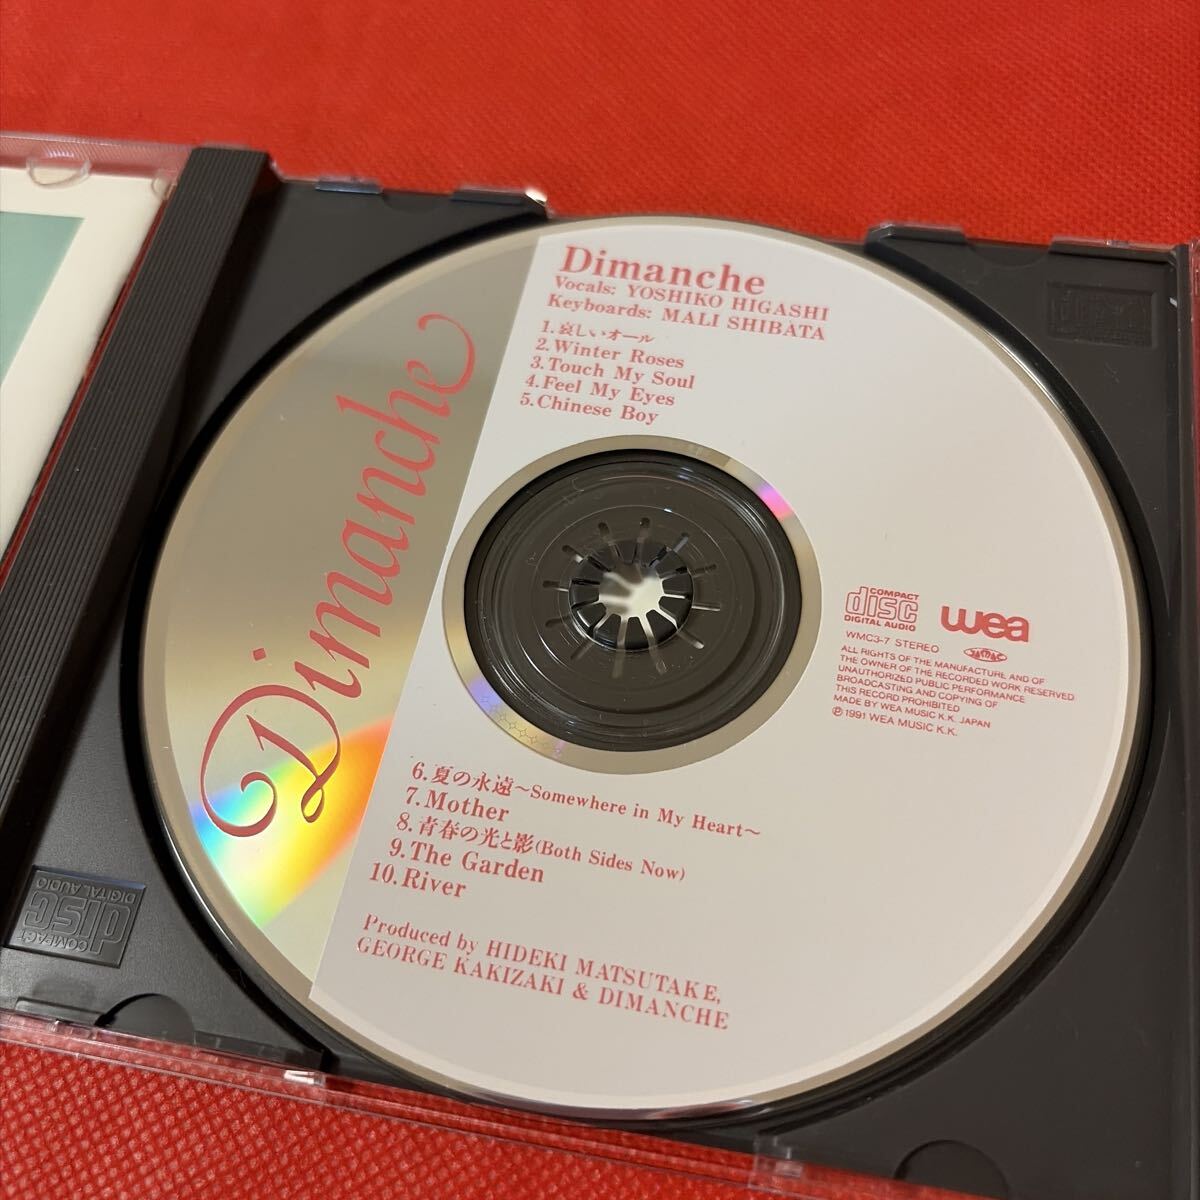 Dimanche
Dimanche
Vocals: YOSHIKO HIGASHI
Keyboards: MALI SHIBATA
1.哀しいオール
2.Winter Roses
3.Touch My Soul
4.Feel My Eyes
5.Chinese Boy
COMPACT
disc
DIGITAL AUDIO
wea
WMC3-7 STEREO
JASRAC
ALL RIGHTS OF THE MANUFACTURE AND OF
THE OWNER OF THE RECORDED WORK RESERVED
UNAUTHORIZED PUBLIC PERFORMANCE
BROADCASTING AND COPYING OF
THIS RECORD PROHIBITED
MADE BY WEA MUSIC K.K. JAPAN
℗ 1991 WEA MUSIC K.K.
6.夏の永遠〜Somewhere in My Heart〜
7.Mother
8.青春の光と影(Both Sides Now)
9.The Garden
10.River
Produced by HIDEKI MATSUTAKE,
GEORGE KAKIZAKI & DIMANCHE
COMPACT
disc
DIGITAL AUDIO